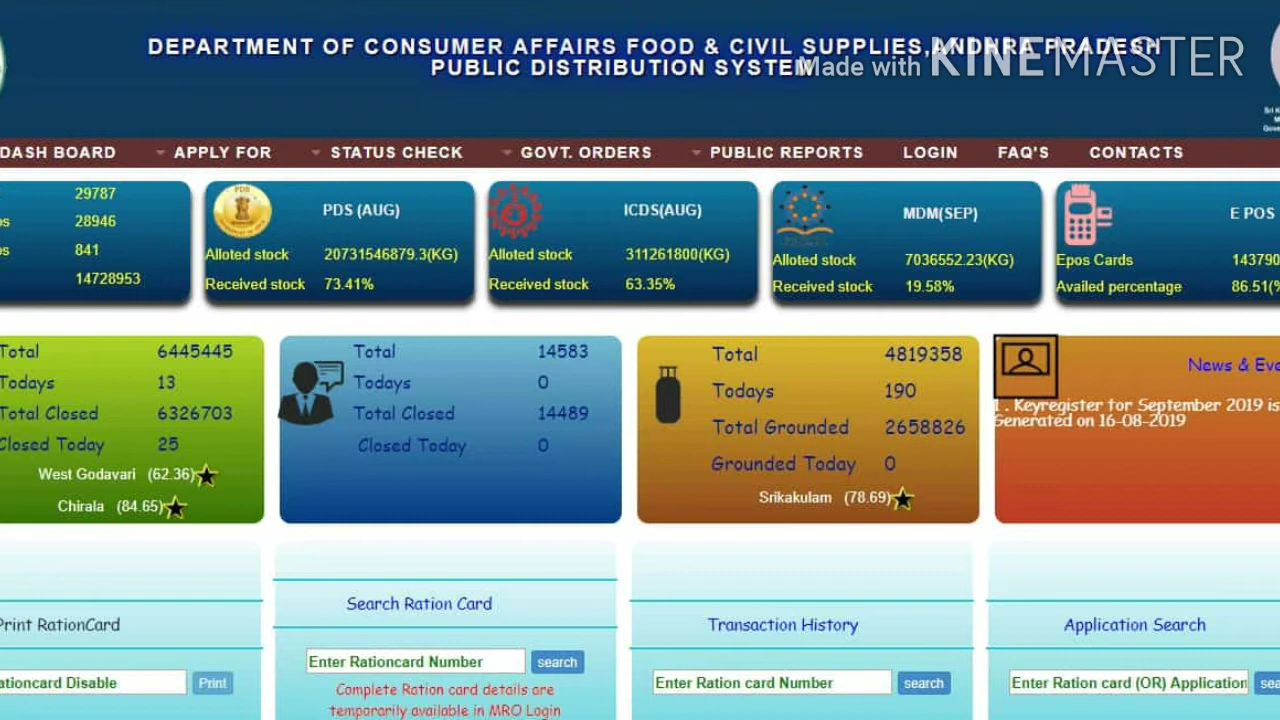 DEPARTMENT OF CONSUMER AFFAIRS FOOD & CIVIL SUPPLIES,ANDHRA PRADESH
PUBLIC DISTRIBUTION SYSTEM
Made with KINEMASTER
DASH BOARD APPLY FOR STATUS CHECK GOVT. ORDERS PUBLIC REPORTS LOGIN FAQ'S CONTACTS
29787
28946
841
14728953
PDS
PDS (AUG)
Alloted stock 20731546879.3(KG)
Received stock 73.41%
ICDS(AUG)
Alloted stock 311261800(KG)
Received stock 63.35%
MDM(SEP)
Alloted stock 7036552.23(KG)
Received stock 19.58%
E POS
Epos Cards 143790
Availed percentage 86.51(%
Total 6445445
Todays 13
Total Closed 6326703
Closed Today 25
West Godavari (62.36)
Chirala (84.65)
Total 14583
Todays 0
Total Closed 14489
Closed Today 0
Total 4819358
Todays 190
Total Grounded 2658826
Grounded Today 0
Srikakulam (78.69)
News & Eve
1 . Keyregister for September 2019 is
Generated on 16-08-2019
Print RationCard
ationcard Disable Print
Search Ration Card
Enter Rationcard Number search
Complete Ration card details are
temporarily available in MRO Login
Transaction History
Enter Ration card Number search
Application Search
Enter Ration card (OR) Application sea